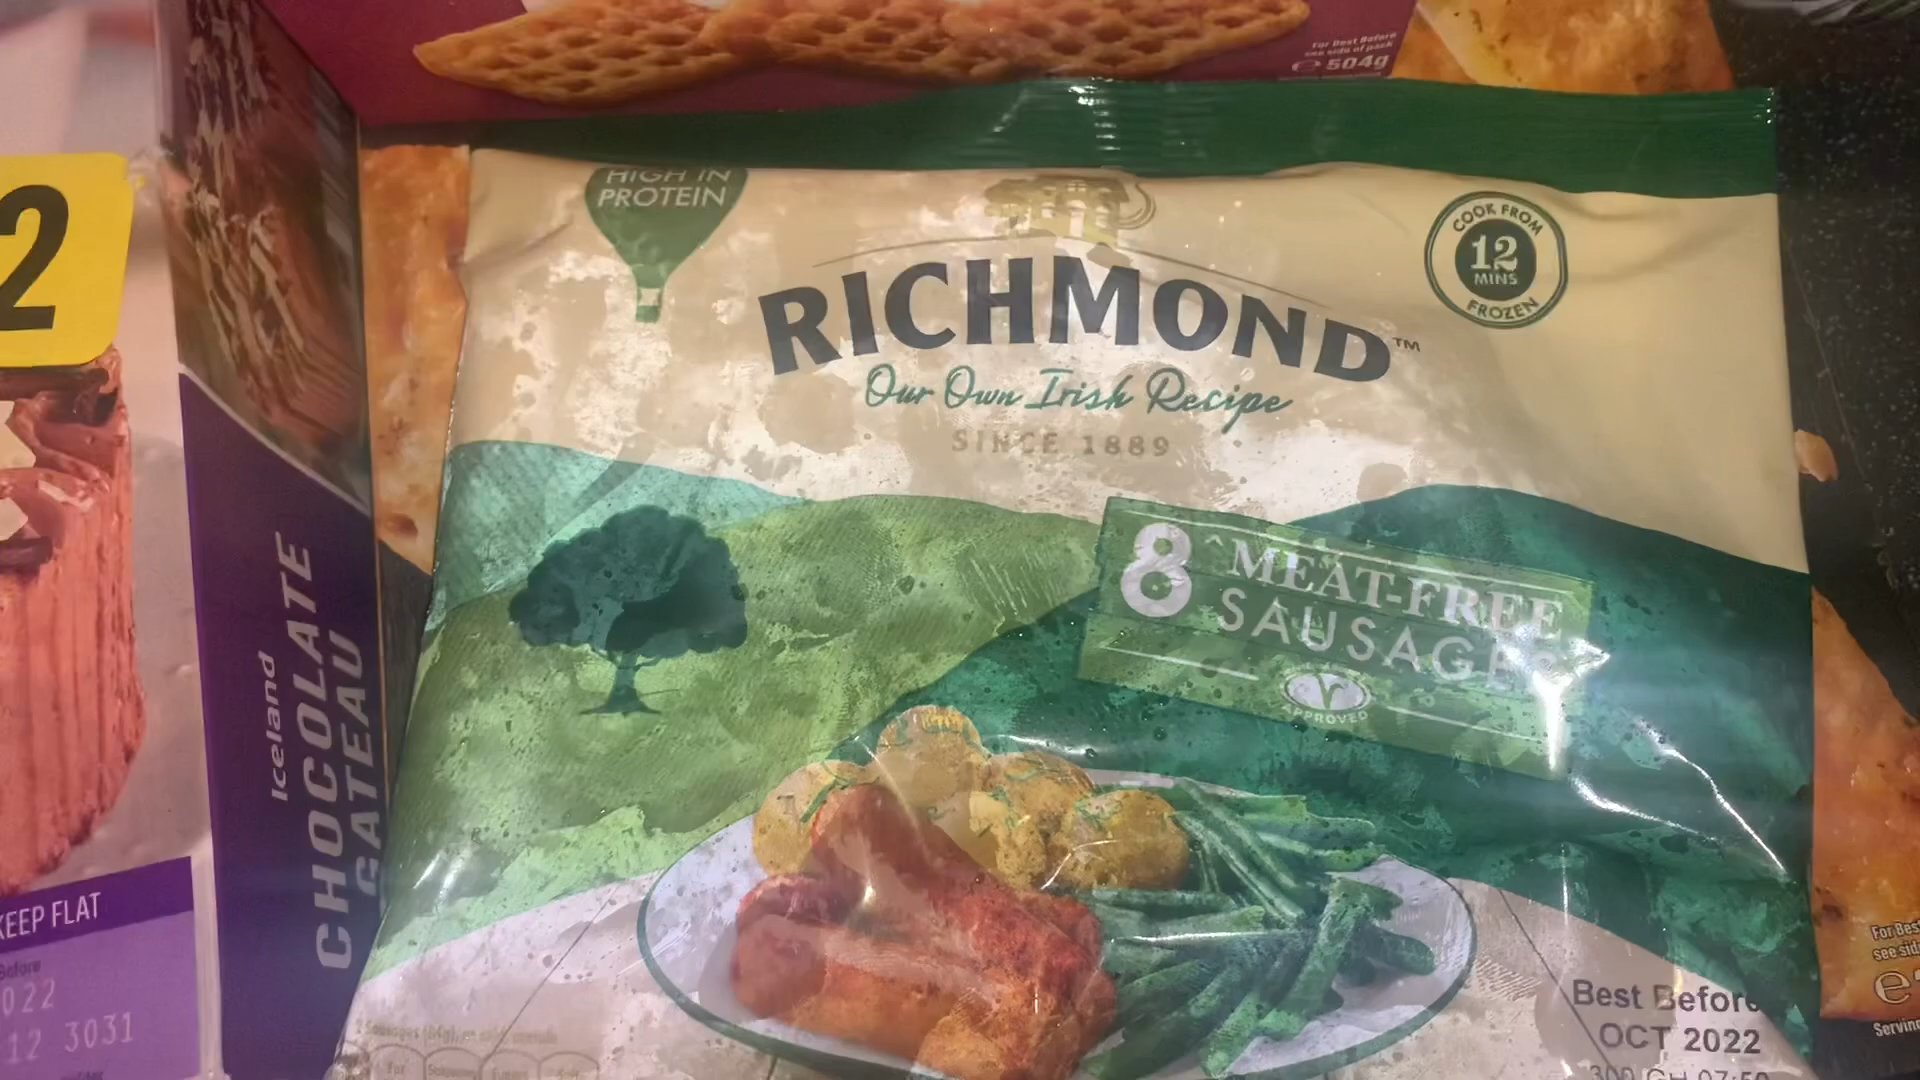 For Best Before
see side of pack
e 504g
2
HIGH IN
PROTEIN
COOK FROM
12
MINS
FROZEN
RICHMOND™
Our Own Irish Recipe
SINCE 1889
8 MEAT-FREE
SAUSAGES
V
APPROVED
Iceland
CHOCOLATE
GATEAU
KEEP FLAT
Before
022
12 3031
Best Before
OCT 2022
For Best
see side
e
Serving